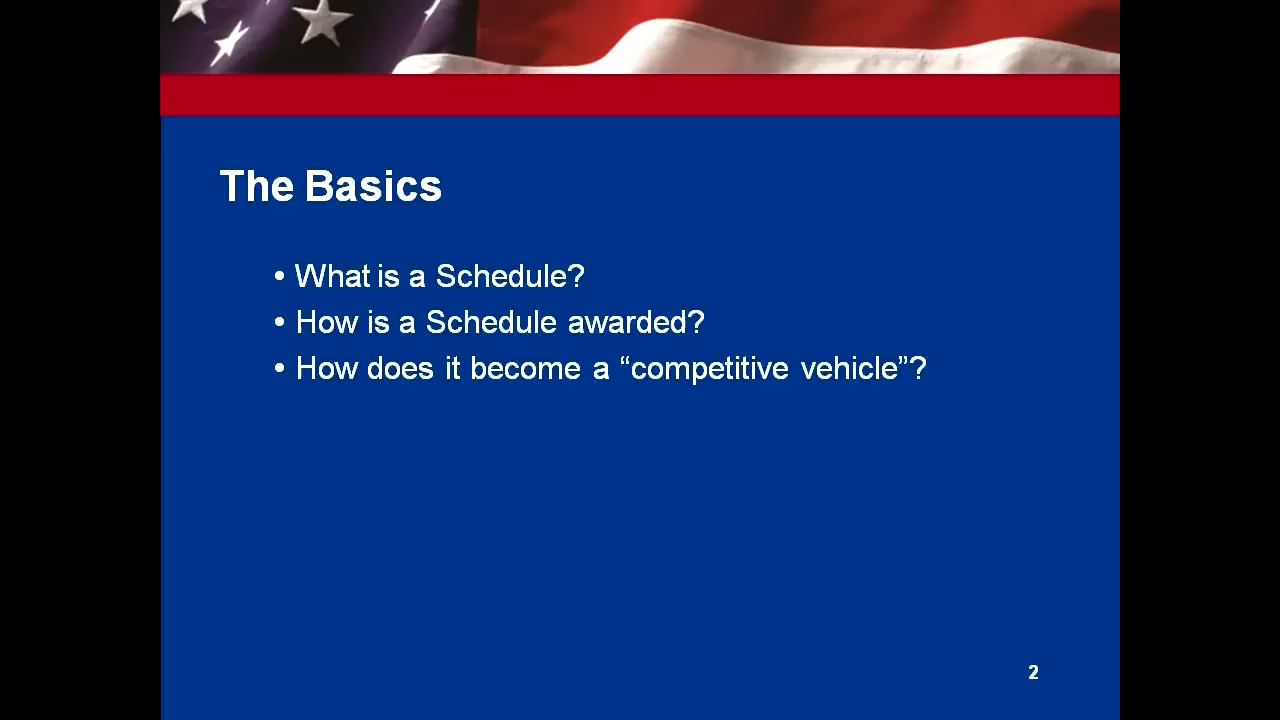 The Basics
• What is a Schedule?
• How is a Schedule awarded?
• How does it become a “competitive vehicle”?
2